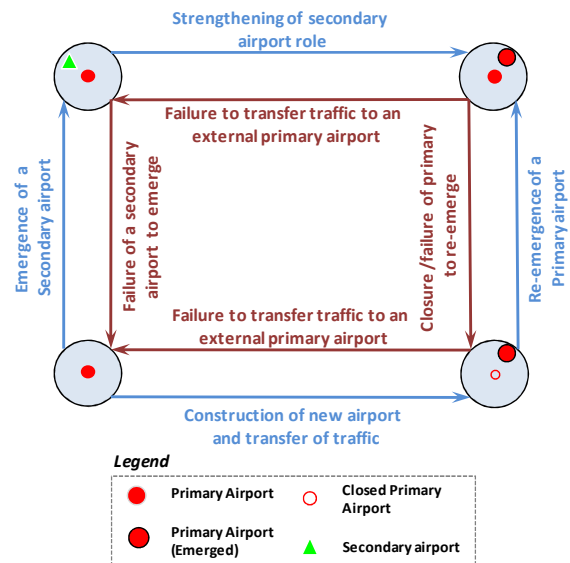 Strengthening of secondary
airport role
Failure to transfer traffic to an
external primary airport
Emergence of a
Secondary airport
Failure of a secondary
airport to emerge
Closure /failure of primary
to re-emerge
Re-emergence of a
Primary airport
Failure to transfer traffic to an
external primary airport
Construction of new airport
and transfer of traffic
Legend
Primary Airport
Closed Primary
Airport
Primary Airport
(Emerged)
Secondary airport